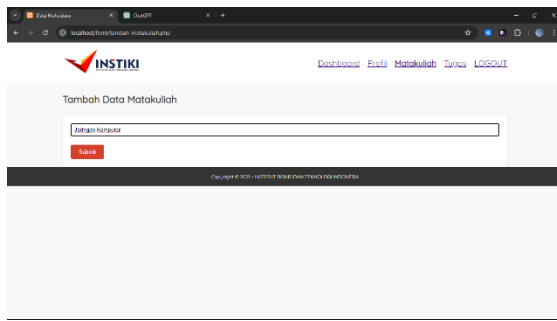 Data Mahasiswa
ChatGPT
localhost/form/tambah-matakuliah.php
INSTIKI
Dashboard Profil Matakuliah Tugas LOGOUT
Tambah Data Matakuliah
Jaringan Komputer
Submit
Copyright © 2021 - INSTITUT BISNIS DAN TEKNOLOGI INDONESIA